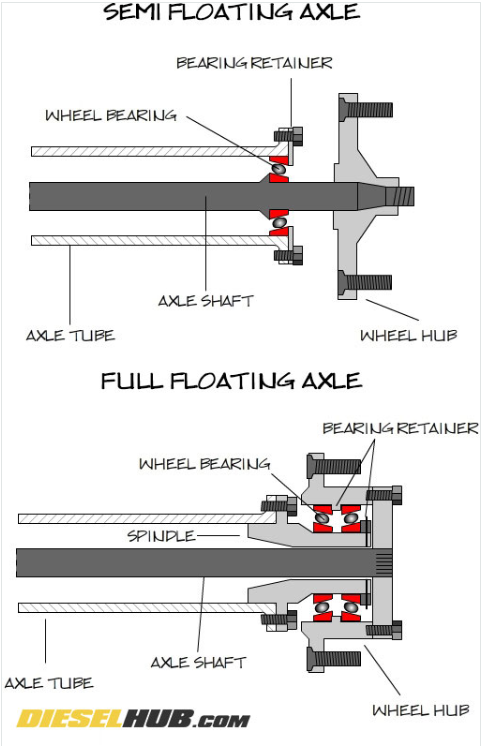 SEMI FLOATING AXLE
BEARING RETAINER
WHEEL BEARING
AXLE SHAFT
AXLE TUBE
WHEEL HUB
FULL FLOATING AXLE
BEARING RETAINER
WHEEL BEARING
SPINDLE
AXLE SHAFT
AXLE TUBE
WHEEL HUB
DIESELHUB.COM